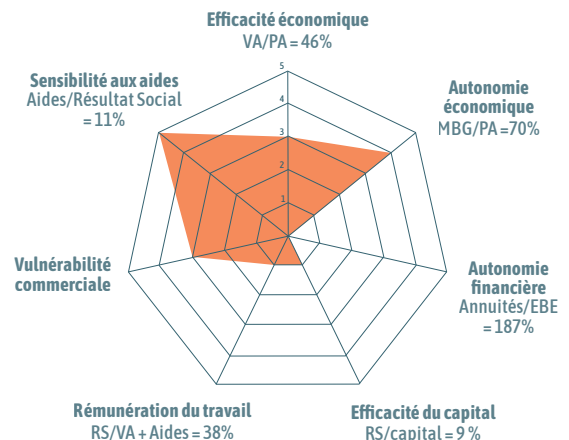 Efficacité économique
VA/PA = 46%
Sensibilité aux aides
Aides/Résultat Social
= 11%
Autonomie
économique
MBG/PA =70%
5
4
3
2
1
Vulnérabilité
commerciale
Autonomie
financière
Annuités/EBE
= 187%
Rémunération du travail
RS/VA + Aides = 38%
Efficacité du capital
RS/capital = 9 %